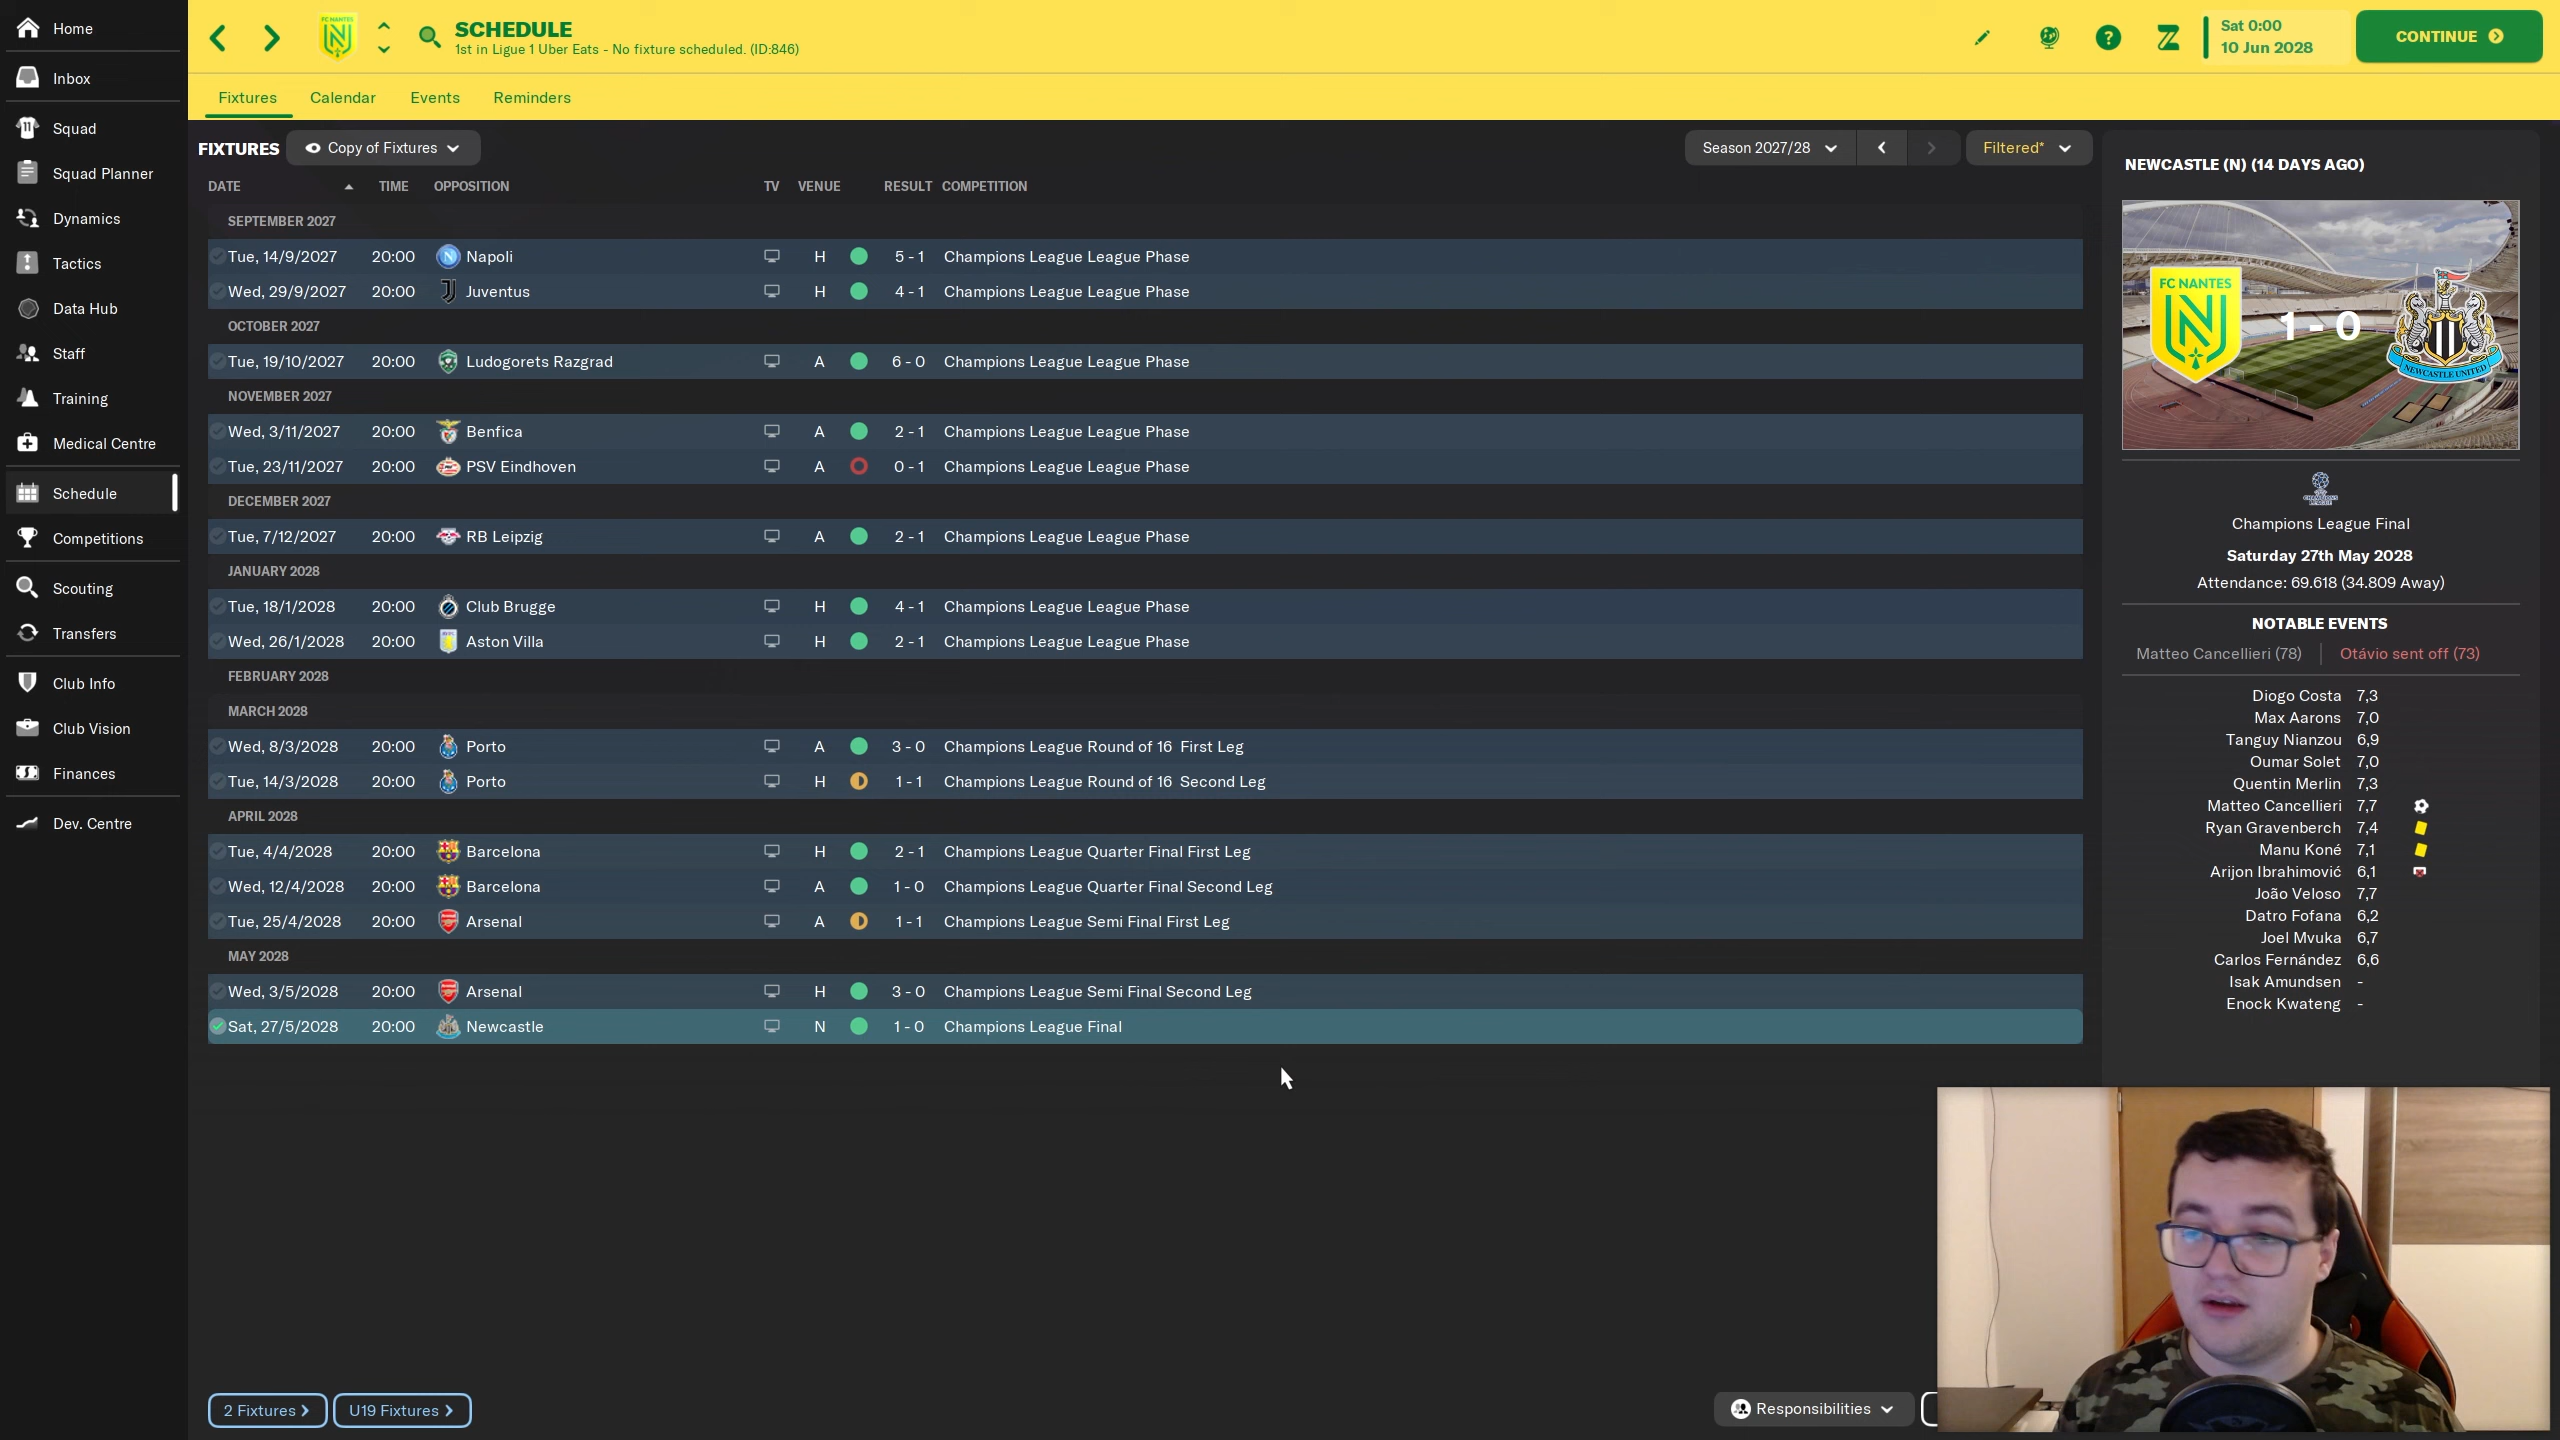 Home
Inbox
Squad
Squad Planner
Dynamics
Tactics
Data Hub
Staff
Training
Medical Centre
Schedule
Competitions
Scouting
Transfers
Club Info
Club Vision
Finances
Dev. Centre
FC NANTES
SCHEDULE
1st in Ligue 1 Uber Eats - No fixture scheduled. (ID:846)
Sat 0:00
10 Jun 2028
CONTINUE
Fixtures Calendar Events Reminders
FIXTURES Copy of Fixtures Season 2027/28 Filtered*
DATE TIME OPPOSITION TV VENUE RESULT COMPETITION
SEPTEMBER 2027
Tue, 14/9/2027 20:00 Napoli H 5 - 1 Champions League League Phase
Wed, 29/9/2027 20:00 Juventus H 4 - 1 Champions League League Phase
OCTOBER 2027
Tue, 19/10/2027 20:00 Ludogorets Razgrad A 6 - 0 Champions League League Phase
NOVEMBER 2027
Wed, 3/11/2027 20:00 Benfica A 2 - 1 Champions League League Phase
Tue, 23/11/2027 20:00 PSV Eindhoven A 0 - 1 Champions League League Phase
DECEMBER 2027
Tue, 7/12/2027 20:00 RB Leipzig A 2 - 1 Champions League League Phase
JANUARY 2028
Tue, 18/1/2028 20:00 Club Brugge H 4 - 1 Champions League League Phase
Wed, 26/1/2028 20:00 Aston Villa H 2 - 1 Champions League League Phase
FEBRUARY 2028
MARCH 2028
Wed, 8/3/2028 20:00 Porto A 3 - 0 Champions League Round of 16 First Leg
Tue, 14/3/2028 20:00 Porto H 1 - 1 Champions League Round of 16 Second Leg
APRIL 2028
Tue, 4/4/2028 20:00 Barcelona H 2 - 1 Champions League Quarter Final First Leg
Wed, 12/4/2028 20:00 Barcelona A 1 - 0 Champions League Quarter Final Second Leg
Tue, 25/4/2028 20:00 Arsenal A 1 - 1 Champions League Semi Final First Leg
MAY 2028
Wed, 3/5/2028 20:00 Arsenal H 3 - 0 Champions League Semi Final Second Leg
Sat, 27/5/2028 20:00 Newcastle N 1 - 0 Champions League Final
2 Fixtures
U19 Fixtures
Responsibilities
NEWCASTLE (N) (14 DAYS AGO)
FC NANTES
1 - 0
NEWCASTLE UNITED
Champions League Final
Saturday 27th May 2028
Attendance: 69.618 (34.809 Away)
NOTABLE EVENTS
Matteo Cancellieri (78) Otávio sent off (73)
Diogo Costa 7,3
Max Aarons 7,0
Tanguy Nianzou 6,9
Oumar Solet 7,0
Quentin Merlin 7,3
Matteo Cancellieri 7,7
Ryan Gravenberch 7,4
Manu Koné 7,1
Arijon Ibrahimović 6,1
João Veloso 7,7
Datro Fofana 6,2
Joel Mvuka 6,7
Carlos Fernández 6,6
Isak Amundsen -
Enock Kwateng -